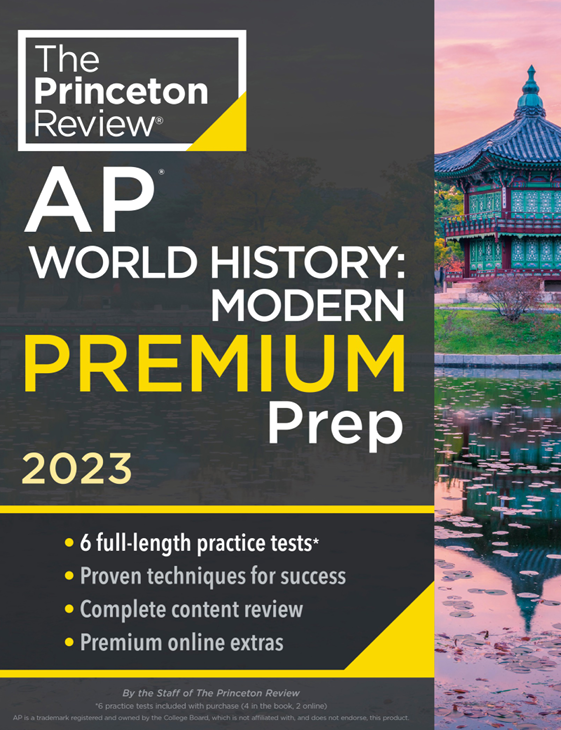 The
Princeton
Review®
AP®
WORLD HISTORY:
MODERN
PREMIUM
Prep
2023
• 6 full-length practice tests*
• Proven techniques for success
• Complete content review
• Premium online extras
By the Staff of The Princeton Review
*6 practice tests included with purchase (4 in the book, 2 online)
AP is a trademark registered and owned by the College Board, which is not affiliated with, and does not endorse, this product.